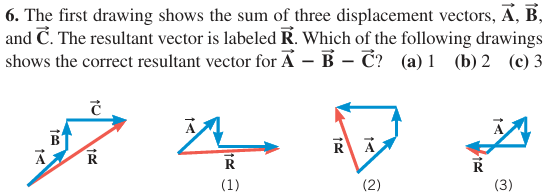 6. The first drawing shows the sum of three displacement vectors, A⃗, B⃗,
and C⃗. The resultant vector is labeled R⃗. Which of the following drawings
shows the correct resultant vector for A⃗ − B⃗ − C⃗? (a) 1 (b) 2 (c) 3
C⃗
B⃗
A⃗ R⃗
A⃗
R⃗
(1)
R⃗ A⃗
(2)
A⃗
R⃗
(3)